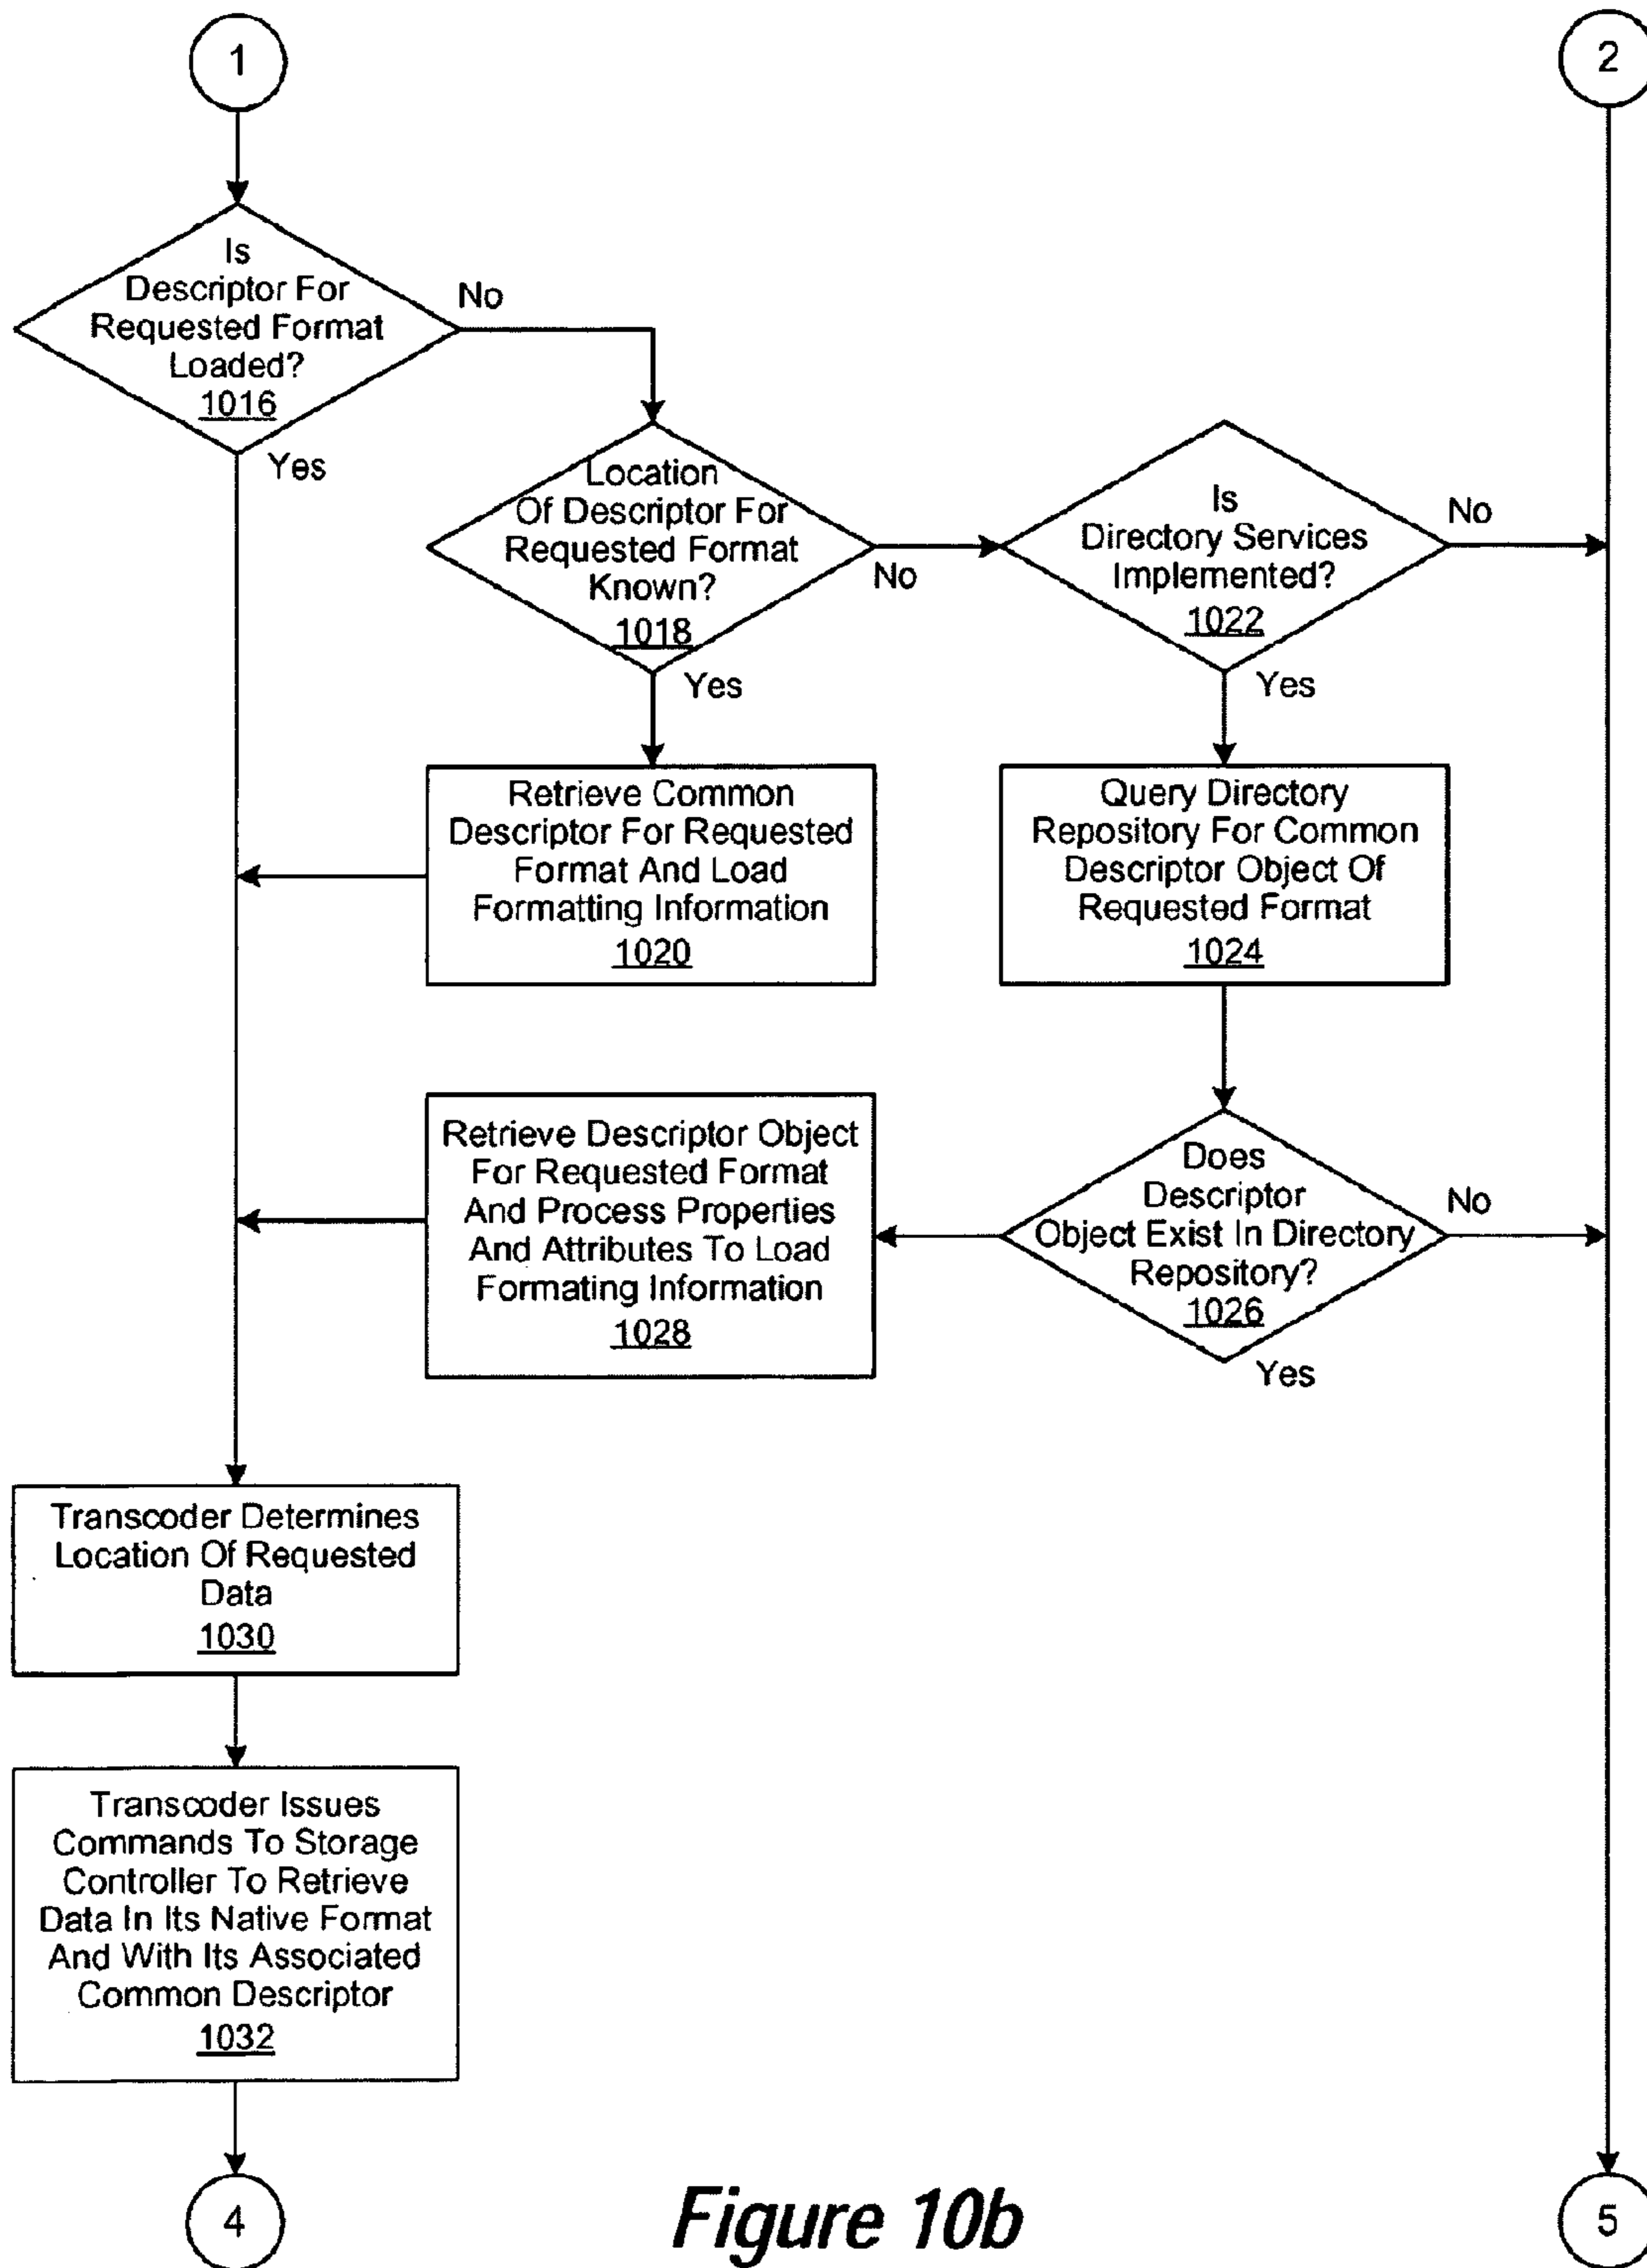 1
2
Is
Descriptor For
Requested Format
Loaded?
1016
No
Yes
Location
Of Descriptor For
Requested Format
Known?
1018
No
Yes
Is
Directory Services
Implemented?
1022
No
Yes
Retrieve Common
Descriptor For Requested
Format And Load
Formatting Information
1020
Query Directory
Repository For Common
Descriptor Object Of
Requested Format
1024
Retrieve Descriptor Object
For Requested Format
And Process Properties
And Attributes To Load
Formating Information
1028
Does
Descriptor
Object Exist In Directory
Repository?
1026
No
Yes
Transcoder Determines
Location Of Requested
Data
1030
Transcoder Issues
Commands To Storage
Controller To Retrieve
Data In Its Native Format
And With Its Associated
Common Descriptor
1032
4
5
Figure 10b